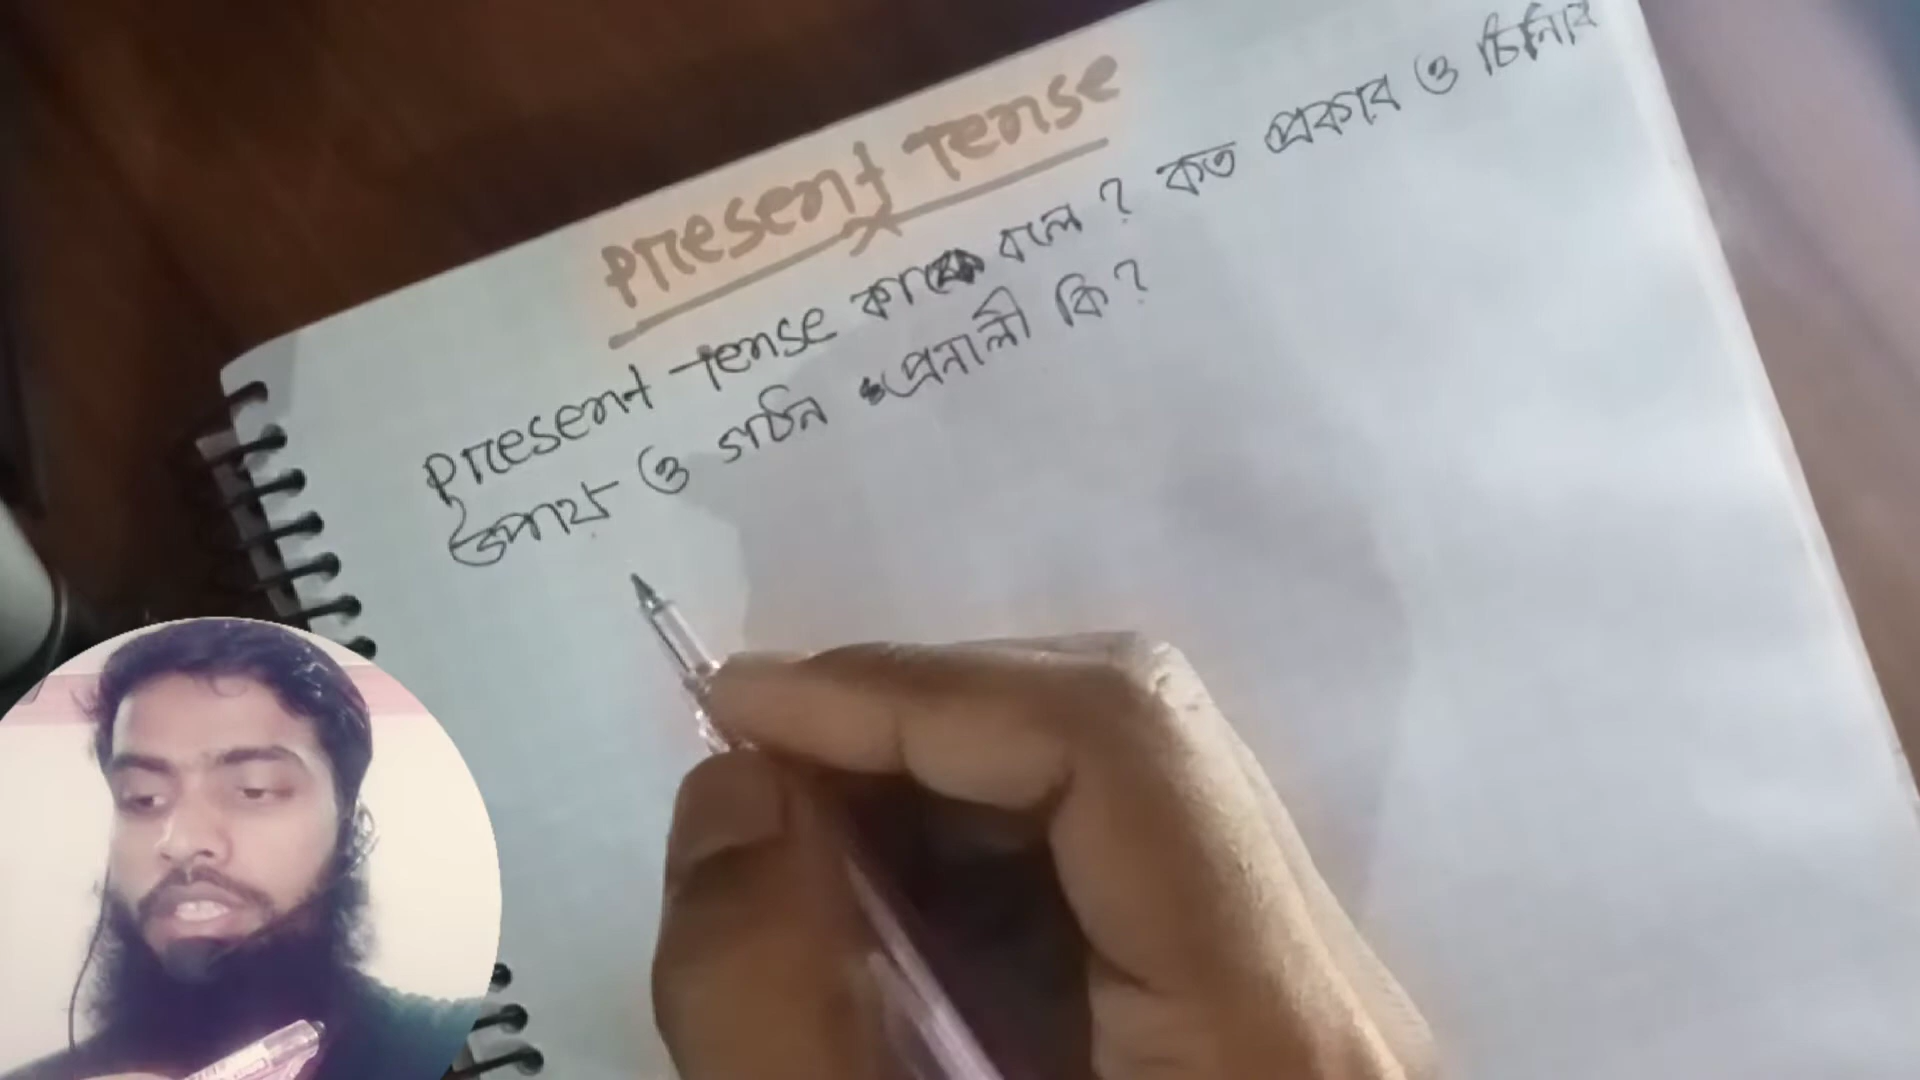 Present Tense
Present Tense কাকে বলে? কত প্রকার ও চিনার
উপায় ও গঠন প্রনালী কি?